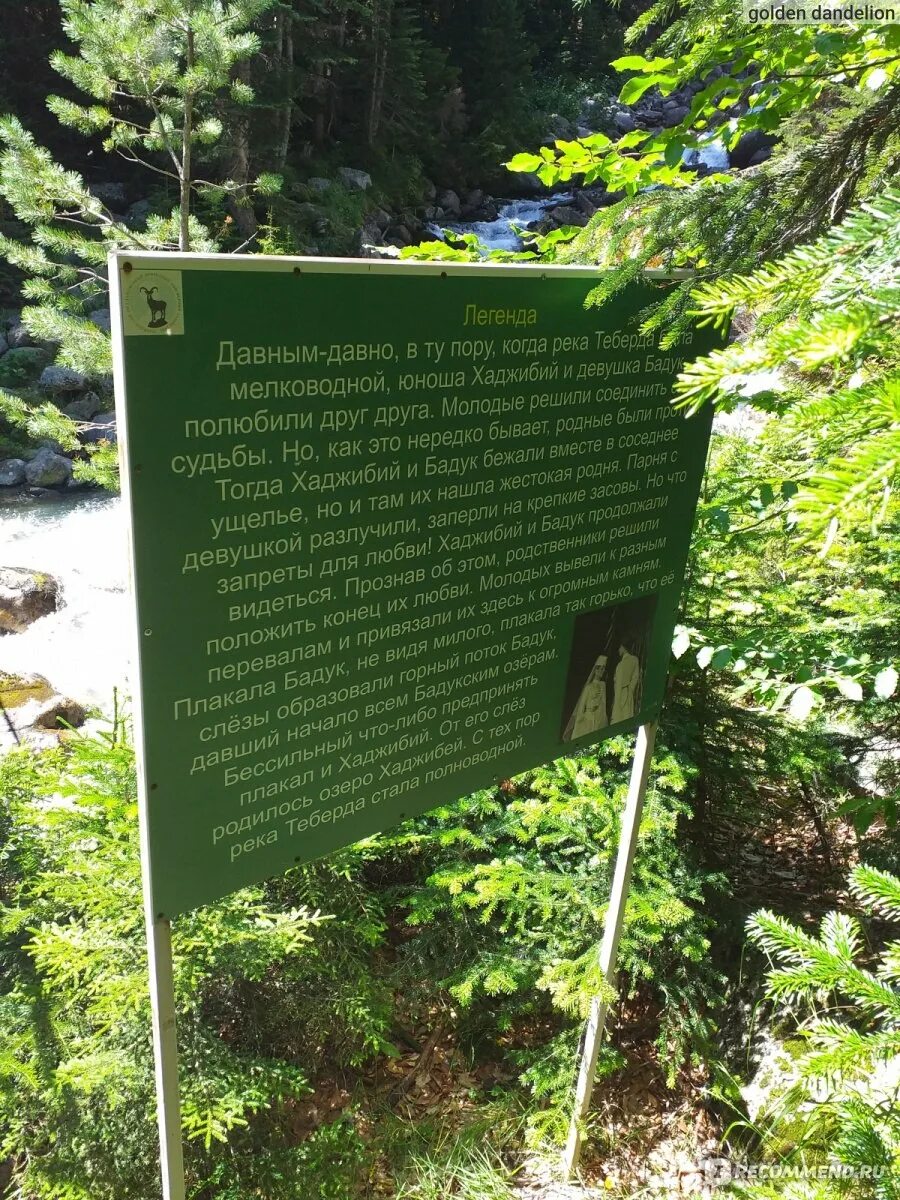 golden dandelion
Легенда
Давным-давно, в ту пору, когда река Теберда
мелководной, юноша Хаджибий и девушка Бадук
полюбили друг друга. Молодые решили соединить
судьбы. Но, как это нередко бывает, родные были
Тогда Хаджибий и Бадук бежали вместе в соседнее
ущелье, но и там их нашла жестокая родня. Парня с
девушкой разлучили, заперли на крепкие засовы. Но что
запреты для любви! Хаджибий и Бадук продолжали
видеться. Прознав об этом, родственники решили
положить конец их любви. Молодых вывели к разным
перевалам и привязали их здесь к огромным камням.
Плакала Бадук, не видя милого, плакала так горько, что её
слёзы образовали горный поток Бадук,
давший начало всем Бадукским озёрам.
Бессильный что-либо предпринять
плакал и Хаджибий. От его слёз
родилось озеро Хаджибей. С тех пор
река Теберда стала полноводной.
RECOMMEND.RU